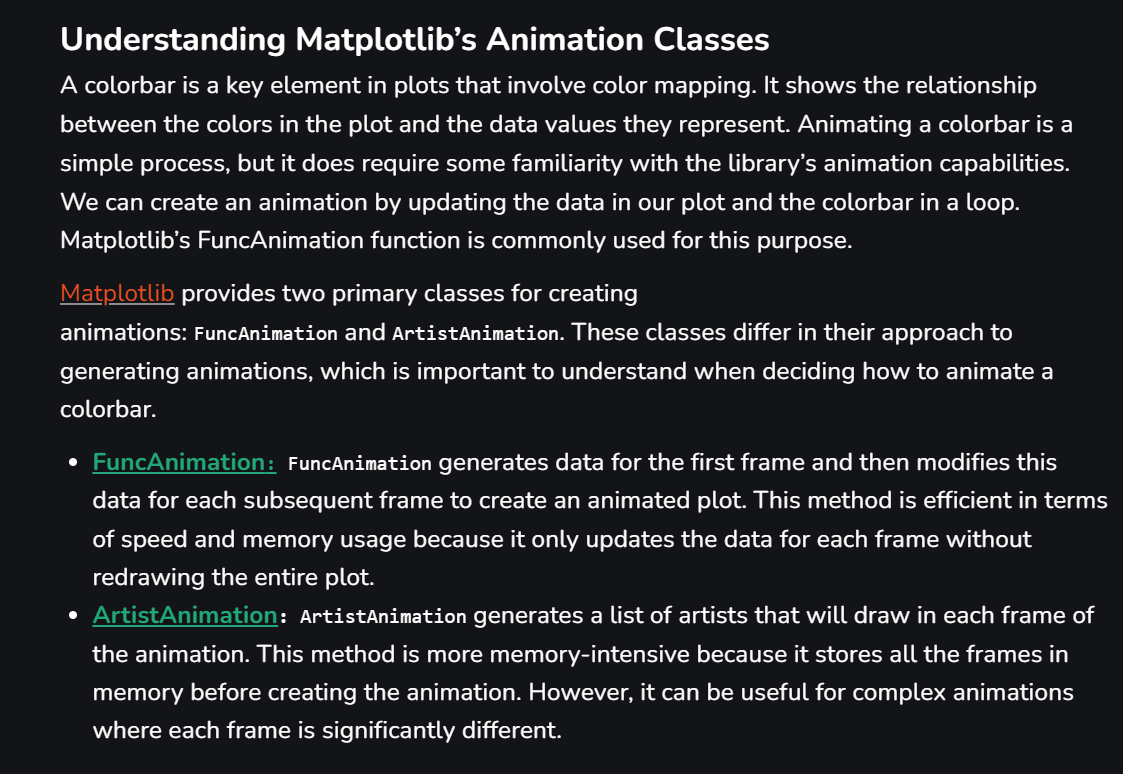 Understanding Matplotlib’s Animation Classes
A colorbar is a key element in plots that involve color mapping. It shows the relationship
between the colors in the plot and the data values they represent. Animating a colorbar is a
simple process, but it does require some familiarity with the library’s animation capabilities.
We can create an animation by updating the data in our plot and the colorbar in a loop.
Matplotlib’s FuncAnimation function is commonly used for this purpose.
Matplotlib provides two primary classes for creating
animations: FuncAnimation and ArtistAnimation. These classes differ in their approach to
generating animations, which is important to understand when deciding how to animate a
colorbar.
• FuncAnimation: FuncAnimation generates data for the first frame and then modifies this
data for each subsequent frame to create an animated plot. This method is efficient in terms
of speed and memory usage because it only updates the data for each frame without
redrawing the entire plot.
• ArtistAnimation: ArtistAnimation generates a list of artists that will draw in each frame of
the animation. This method is more memory-intensive because it stores all the frames in
memory before creating the animation. However, it can be useful for complex animations
where each frame is significantly different.